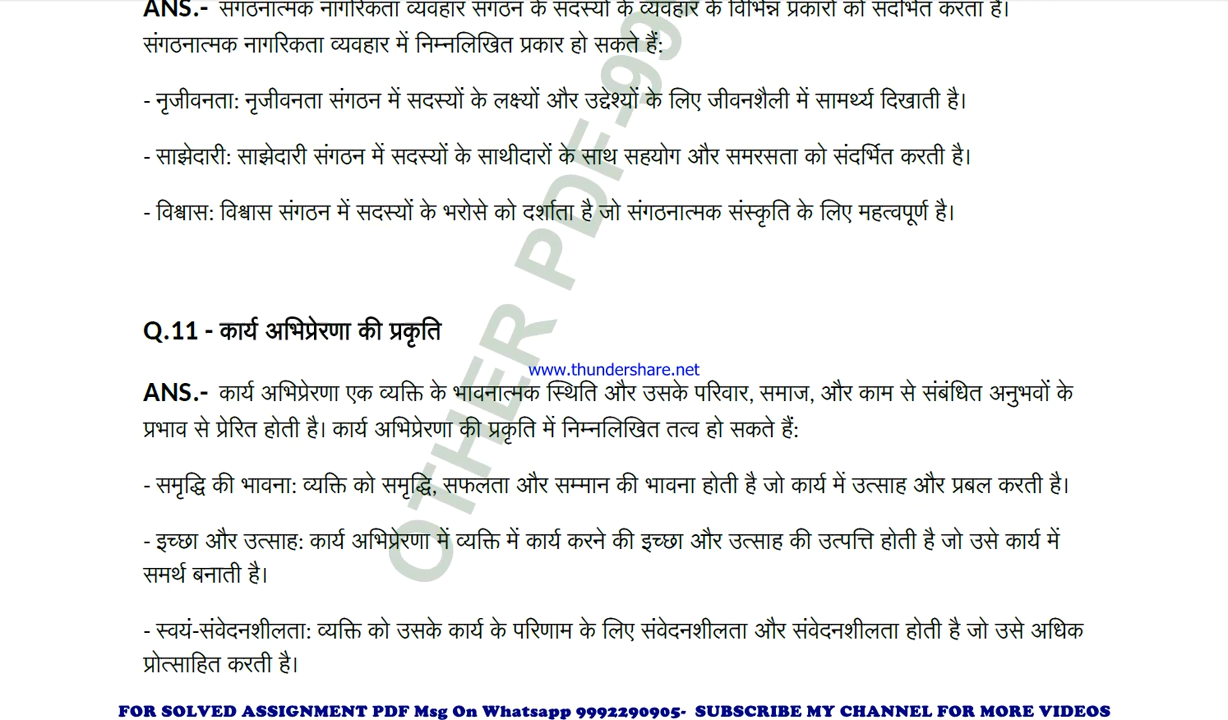 ANS.- संगठनात्मक नागरिकता व्यवहार संगठन के सदस्यों के व्यवहार के विभिन्न प्रकारों को संदर्भित करता है।
संगठनात्मक नागरिकता व्यवहार में निम्नलिखित प्रकार हो सकते हैं:
- नृजीवनता: नृजीवनता संगठन में सदस्यों के लक्ष्यों और उद्देश्यों के लिए जीवनशैली में सामर्थ्य दिखाती है।
- साझेदारी: साझेदारी संगठन में सदस्यों के साथीदारों के साथ सहयोग और समरसता को संदर्भित करती है।
- विश्वास: विश्वास संगठन में सदस्यों के भरोसे को दर्शाता है जो संगठनात्मक संस्कृति के लिए महत्वपूर्ण है।
Q.11 - कार्य अभिप्रेरणा की प्रकृति
www.thundershare.net
ANS.- कार्य अभिप्रेरणा एक व्यक्ति के भावनात्मक स्थिति और उसके परिवार, समाज, और काम से संबंधित अनुभवों के
प्रभाव से प्रेरित होती है। कार्य अभिप्रेरणा की प्रकृति में निम्नलिखित तत्व हो सकते हैं:
- समृद्धि की भावना: व्यक्ति को समृद्धि, सफलता और सम्मान की भावना होती है जो कार्य में उत्साह और प्रबल करती है।
- इच्छा और उत्साह: कार्य अभिप्रेरणा में व्यक्ति में कार्य करने की इच्छा और उत्साह की उत्पत्ति होती है जो उसे कार्य में
समर्थ बनाती है।
- स्वयं-संवेदनशीलता: व्यक्ति को उसके कार्य के परिणाम के लिए संवेदनशीलता और संवेदनशीलता होती है जो उसे अधिक
प्रोत्साहित करती है।
OTHER PDF-99
FOR SOLVED ASSIGNMENT PDF Msg On Whatsapp 9992290905- SUBSCRIBE MY CHANNEL FOR MORE VIDEOS